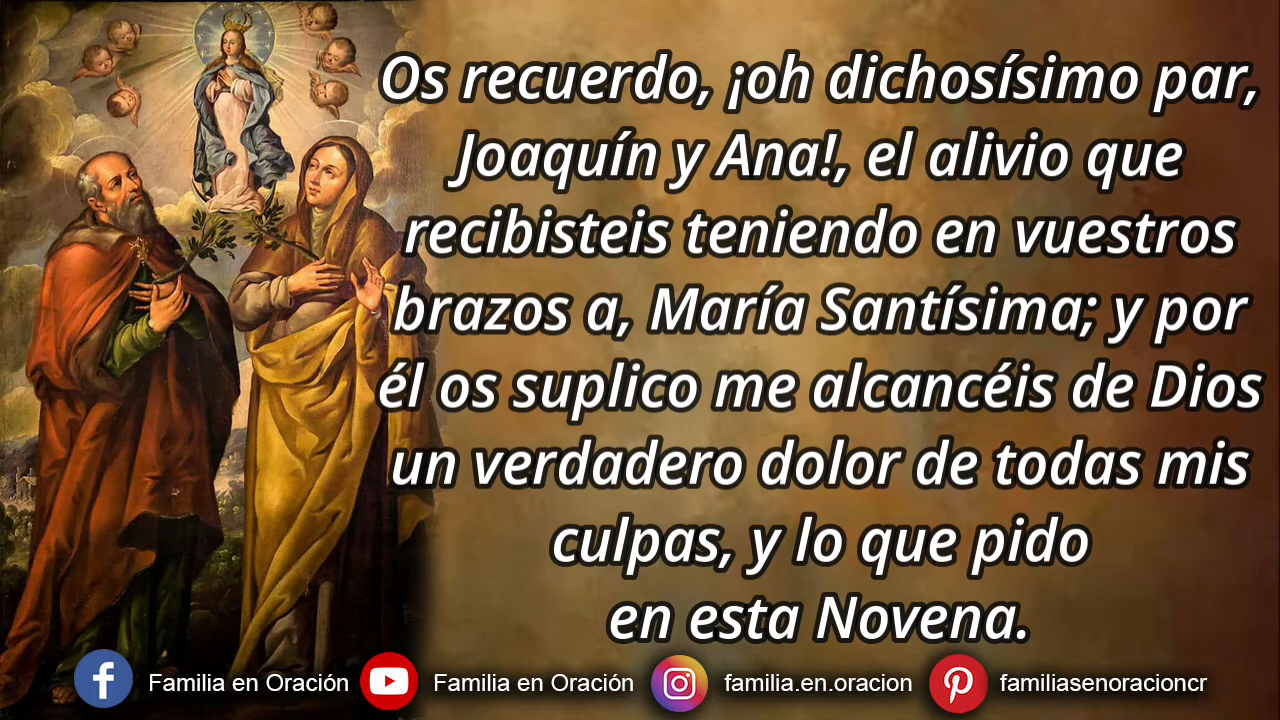 Os recuerdo, ¡oh dichosísimo par,
Joaquín y Ana!, el alivio que
recibisteis teniendo en vuestros
brazos a, María Santísima; y por
él os suplico me alcancéis de Dios
un verdadero dolor de todas mis
culpas, y lo que pido
en esta Novena.
Familia en Oración Familia en Oración familia.en.oracion familiasenoracioncr